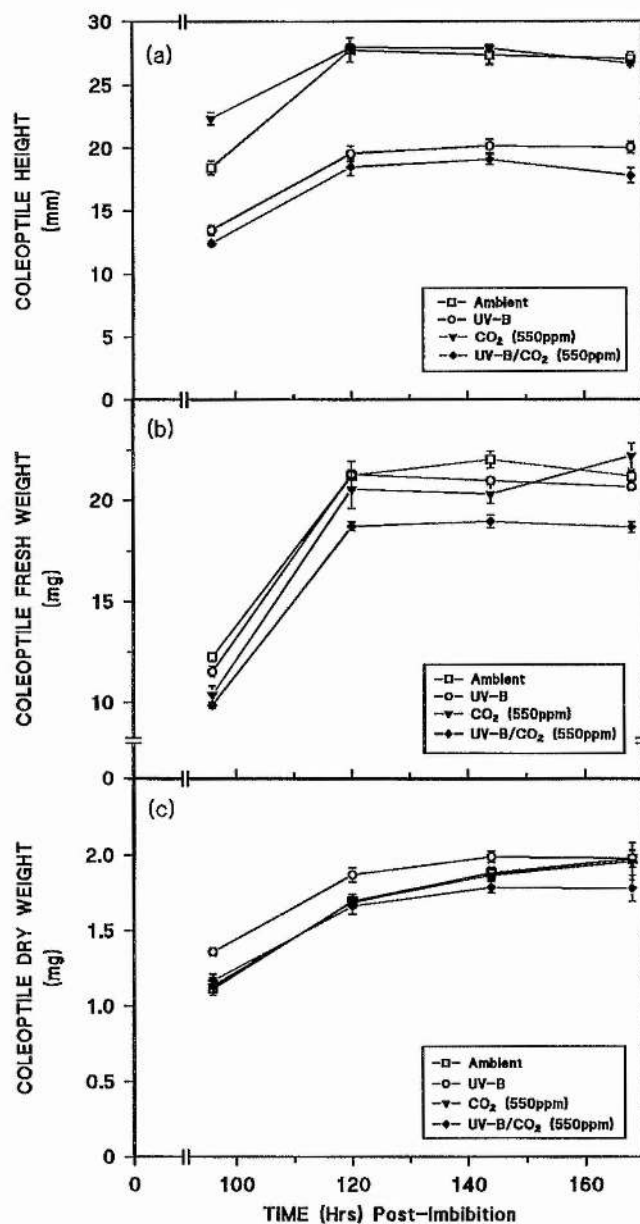 30
(a)
25
20
15
10
5
0
COLEOPTILE HEIGHT
(mm)
Ambient
UV-B
CO₂ (550ppm)
UV-B/CO₂ (550ppm)
(b)
20
15
10
0
COLEOPTILE FRESH WEIGHT
(mg)
Ambient
UV-B
CO₂ (550ppm)
UV-B/CO₂ (550ppm)
(c)
2.0
1.5
1.0
0.5
0
COLEOPTILE DRY WEIGHT
(mg)
Ambient
UV-B
CO₂ (550ppm)
UV-B/CO₂ (550ppm)
0 100 120 140 160
TIME (Hrs) Post-Imbibition